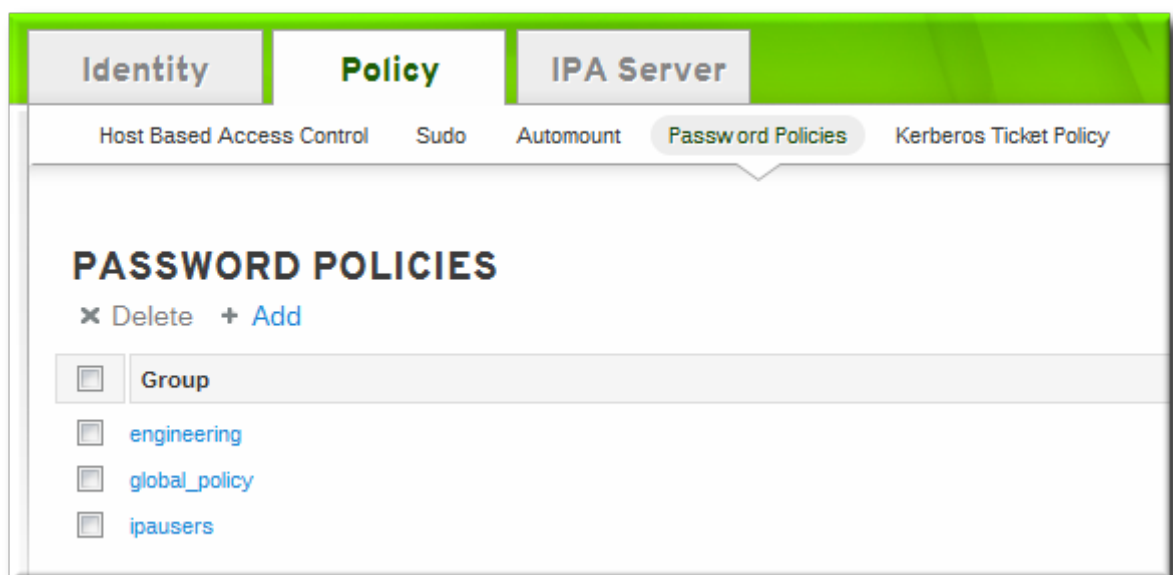 Identity Policy IPA Server
Host Based Access Control Sudo Automount Password Policies Kerberos Ticket Policy
PASSWORD POLICIES
Delete Add
Group
engineering
global_policy
ipausers